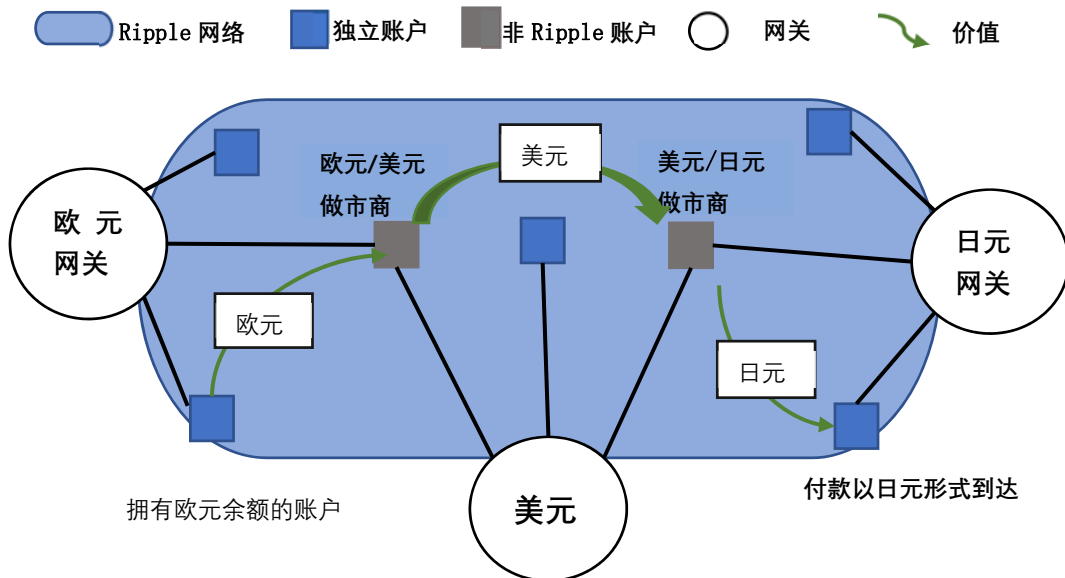 Ripple 网络
独立账户
非 Ripple 账户
网关
价值
欧元/美元
做市商
美元
美元/日元
做市商
欧 元
网关
日元
网关
欧元
日元
美元
拥有欧元余额的账户
付款以日元形式到达